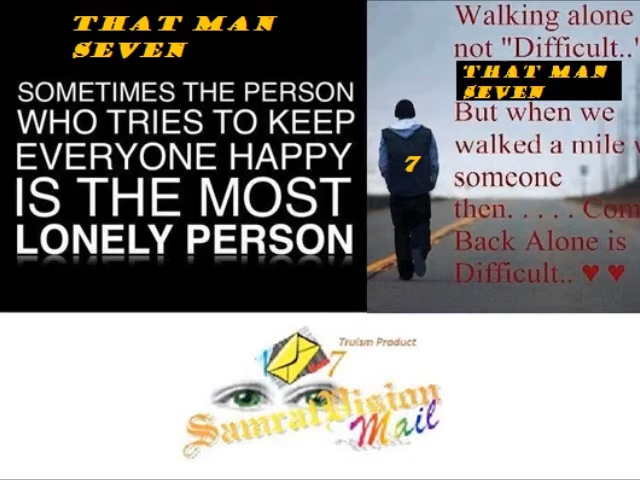 THAT MAN
SEVEN
SOMETIMES THE PERSON
WHO TRIES TO KEEP
EVERYONE HAPPY
IS THE MOST
LONELY PERSON
Walking alone
not "Difficult..'
THAT MAN
SEVEN
But when we
walked a mile
someone
then. . . . . Com
Back Alone is
Difficult.. ♥ ♥
7
Truism Product
1 7
SamratVision
Mail